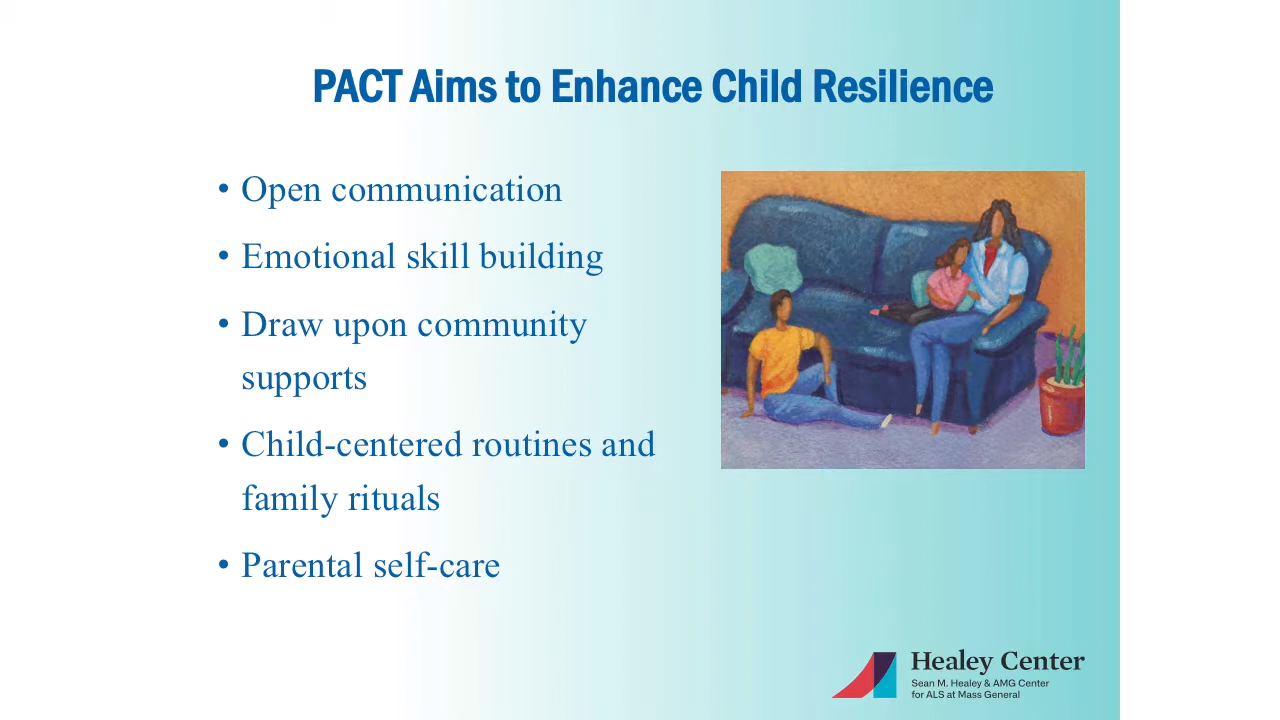 PACT Aims to Enhance Child Resilience
• Open communication
• Emotional skill building
• Draw upon community
supports
• Child-centered routines and
family rituals
• Parental self-care
Healey Center
Sean M. Healey & AMG Center
for ALS at Mass General